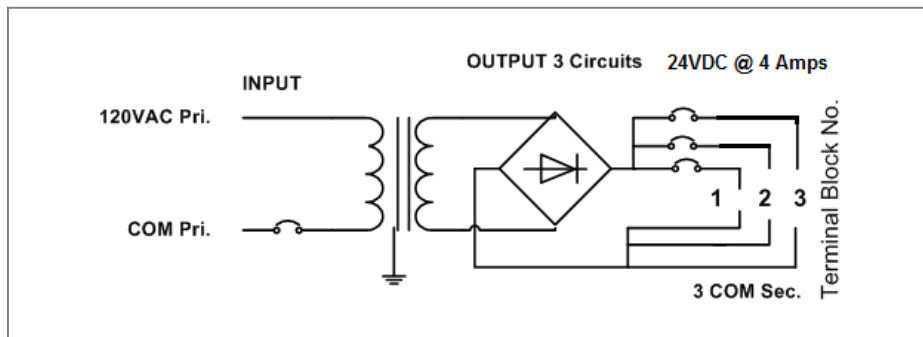 OUTPUT 3 Circuits 24VDC @ 4 Amps
INPUT
120VAC Pri.
COM Pri.
1 2 3
3 COM Sec.
Terminal Block No.